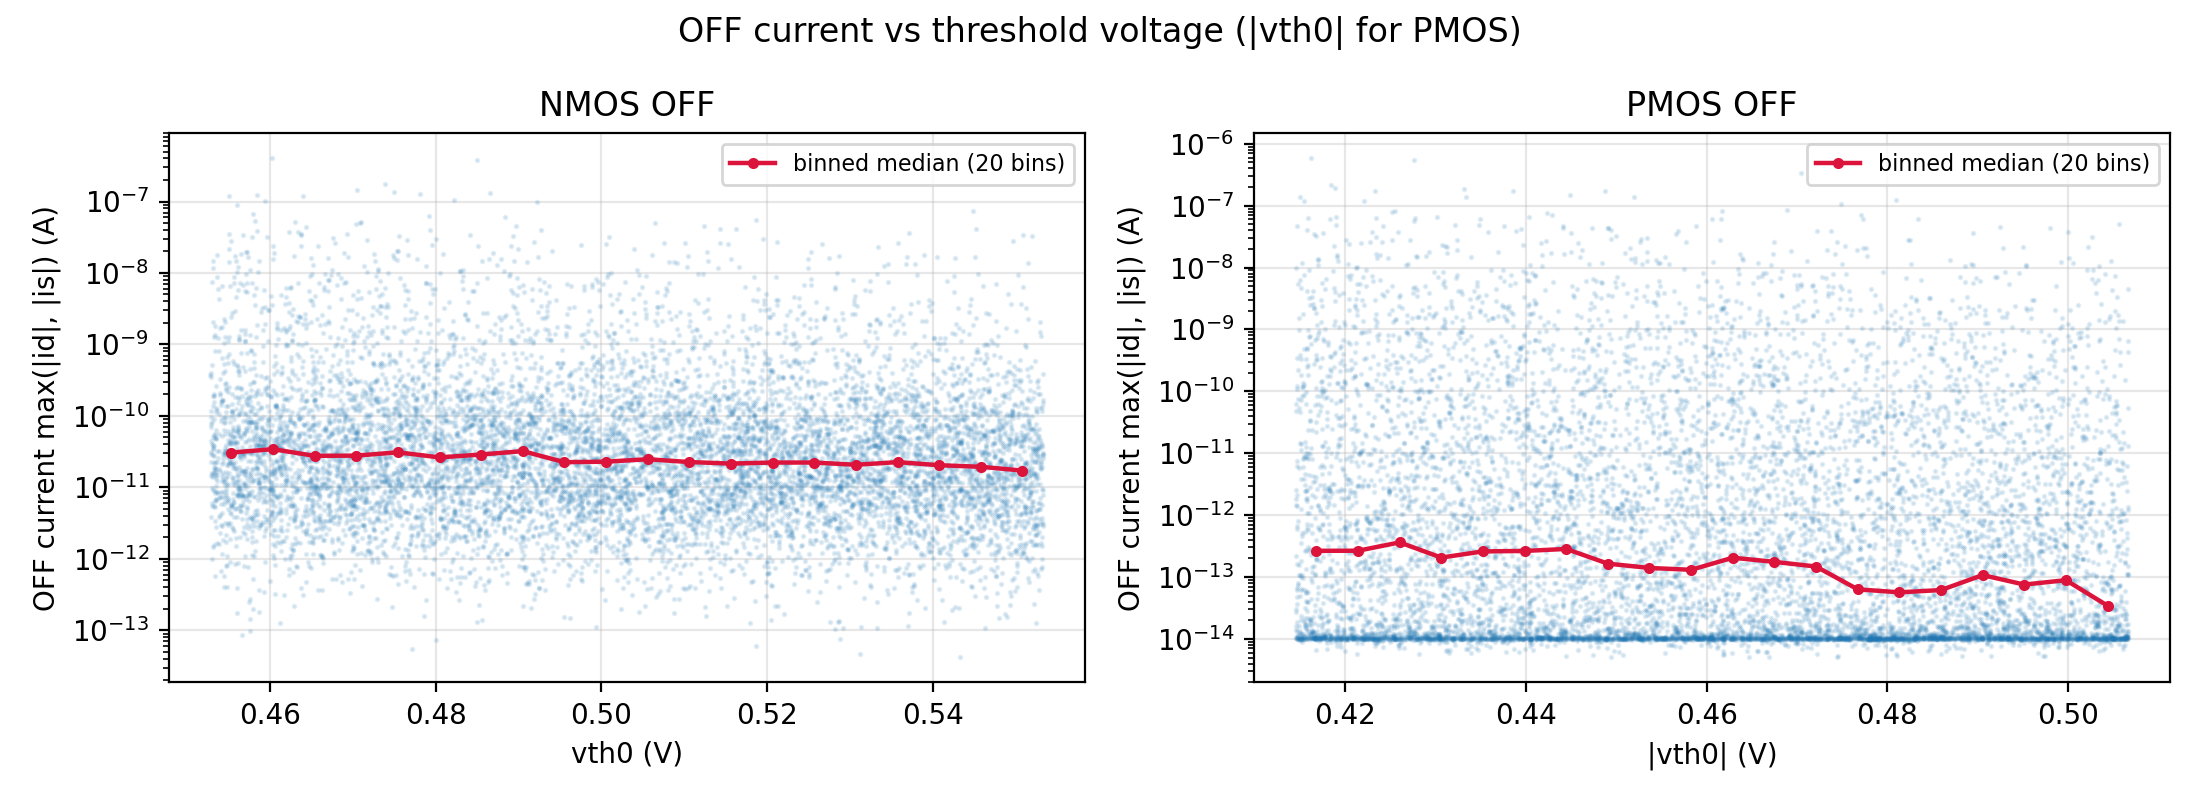 OFF current vs threshold voltage (|vth0| for PMOS)
NMOS OFF
binned median (20 bins)
OFF current max(|id|, |is|) (A)
10⁻⁷
10⁻⁸
10⁻⁹
10⁻¹⁰
10⁻¹¹
10⁻¹²
10⁻¹³
0.46 0.48 0.50 0.52 0.54
vth0 (V)
PMOS OFF
binned median (20 bins)
OFF current max(|id|, |is|) (A)
10⁻⁶
10⁻⁷
10⁻⁸
10⁻⁹
10⁻¹⁰
10⁻¹¹
10⁻¹²
10⁻¹³
10⁻¹⁴
0.42 0.44 0.46 0.48 0.50
|vth0| (V)